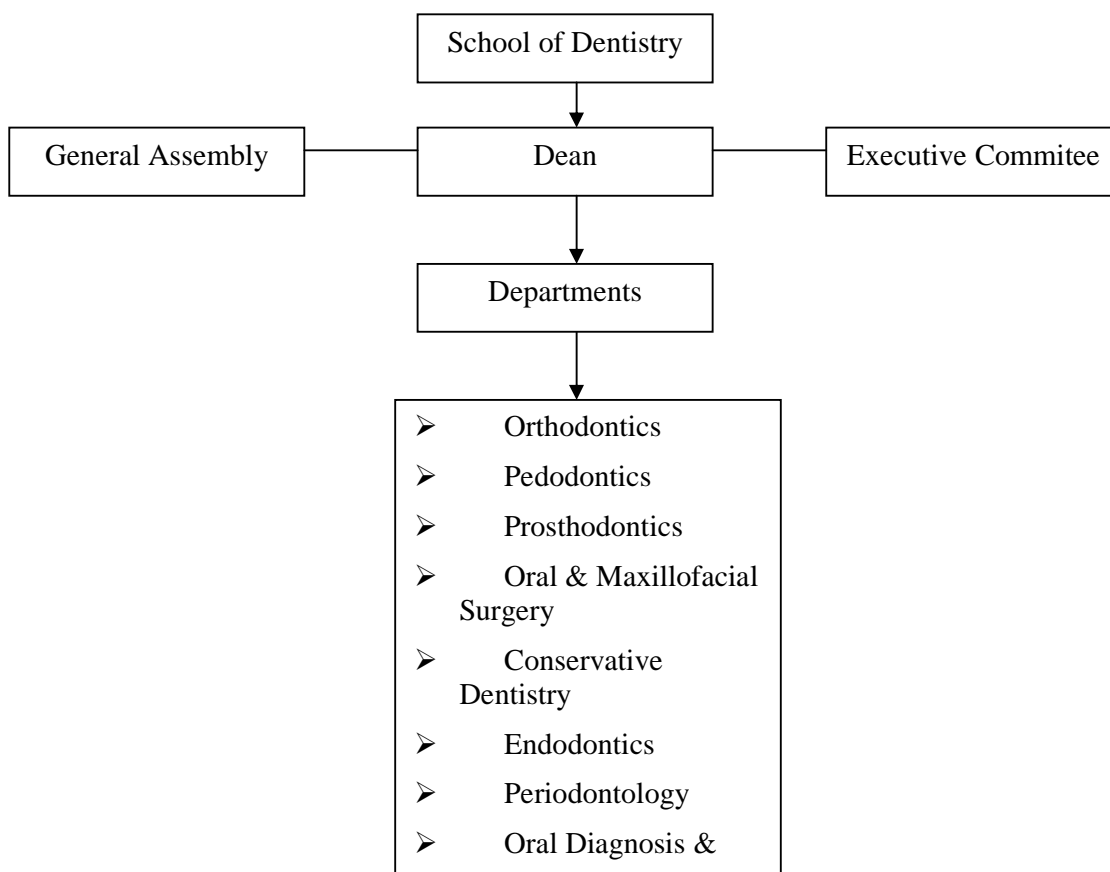 School of Dentistry
General Assembly
Dean
Executive Commitee
Departments
➢ Orthodontics
➢ Pedodontics
➢ Prosthodontics
➢ Oral & Maxillofacial
Surgery
➢ Conservative
Dentistry
➢ Endodontics
➢ Periodontology
➢ Oral Diagnosis &